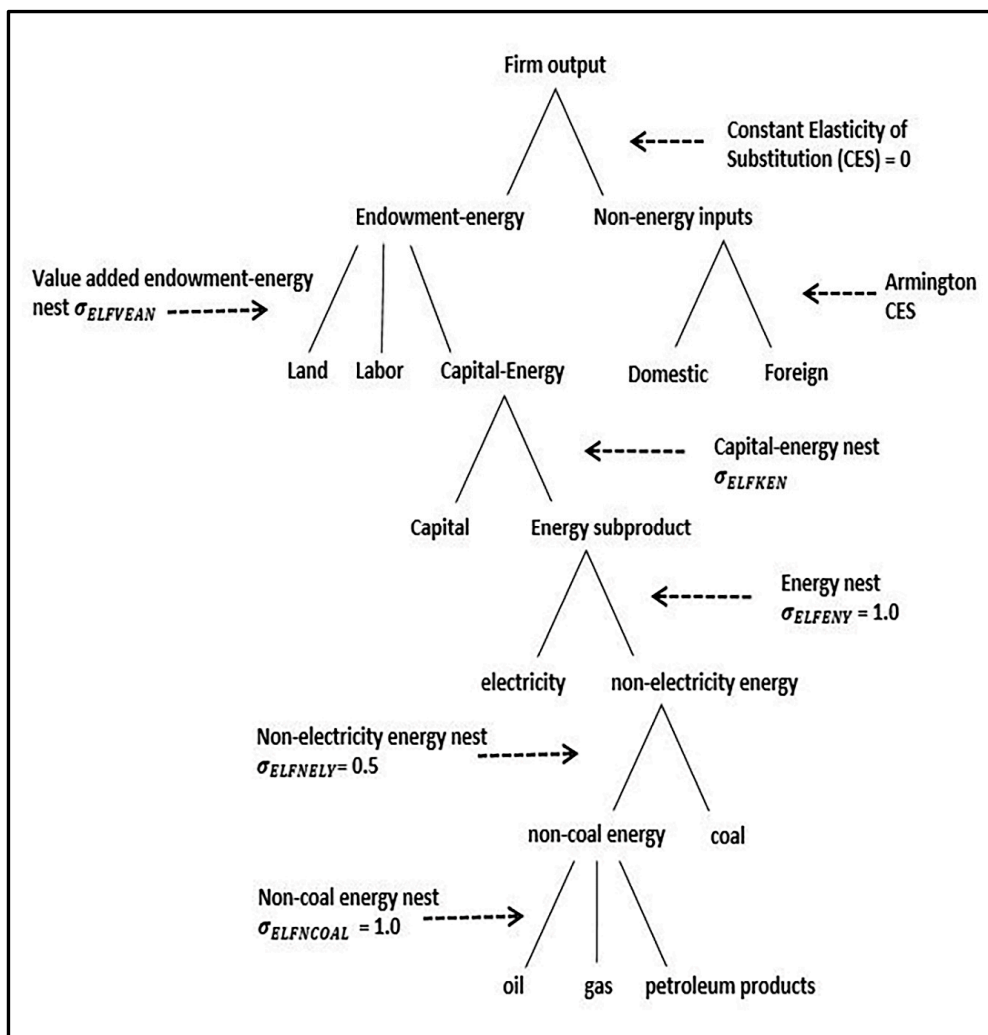 Firm output
Constant Elasticity of
Substitution (CES) = 0
Endowment-energy
Non-energy inputs
Value added endowment-energy
nest σELFVEAN
Armington
CES
Land
Labor
Capital-Energy
Domestic
Foreign
Capital-energy nest
σELFKEN
Capital
Energy subproduct
Energy nest
σELFENY = 1.0
electricity
non-electricity energy
Non-electricity energy nest
σELFNELY= 0.5
non-coal energy
coal
Non-coal energy nest
σELFNCOAL = 1.0
oil
gas
petroleum products